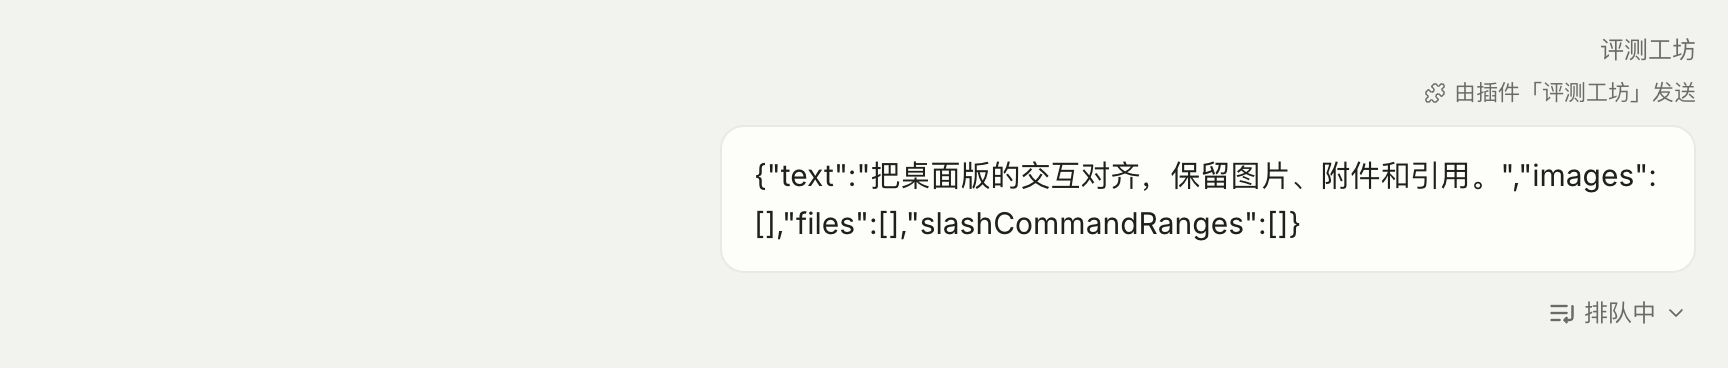 评测工坊
由插件「评测工坊」发送
{"text":"把桌面版的交互对齐，保留图片、附件和引用。","images":
[],"files":[],"slashCommandRanges":[]}
排队中